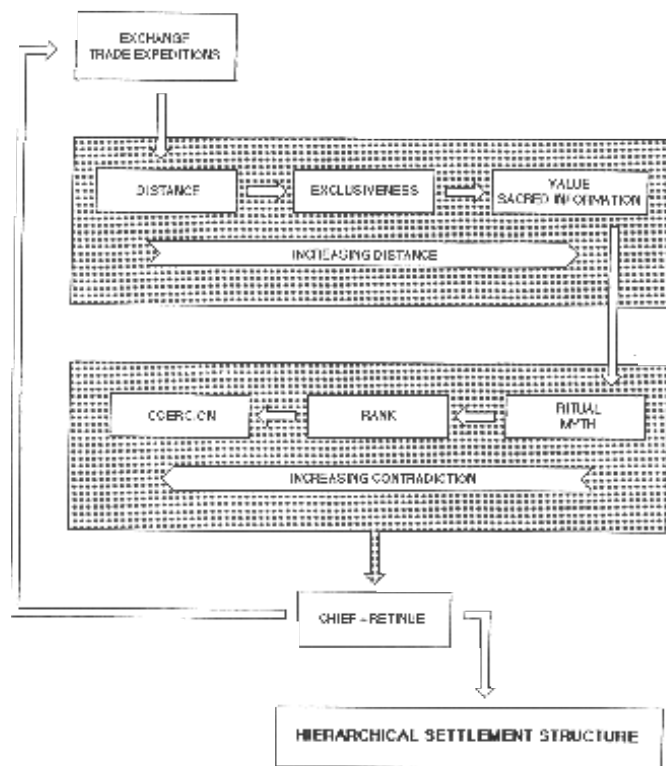 EXCHANGE
TRADE EXPEDITIONS
DISTANCE
EXCLUSIVENESS
VALUE
SACRED INFORMATION
INCREASING DISTANCE
COERCION
RANK
RITUAL
MYTH
INCREASING CONTRADICTION
CHIEF - RETINUE
HIERARCHICAL SETTLEMENT STRUCTURE